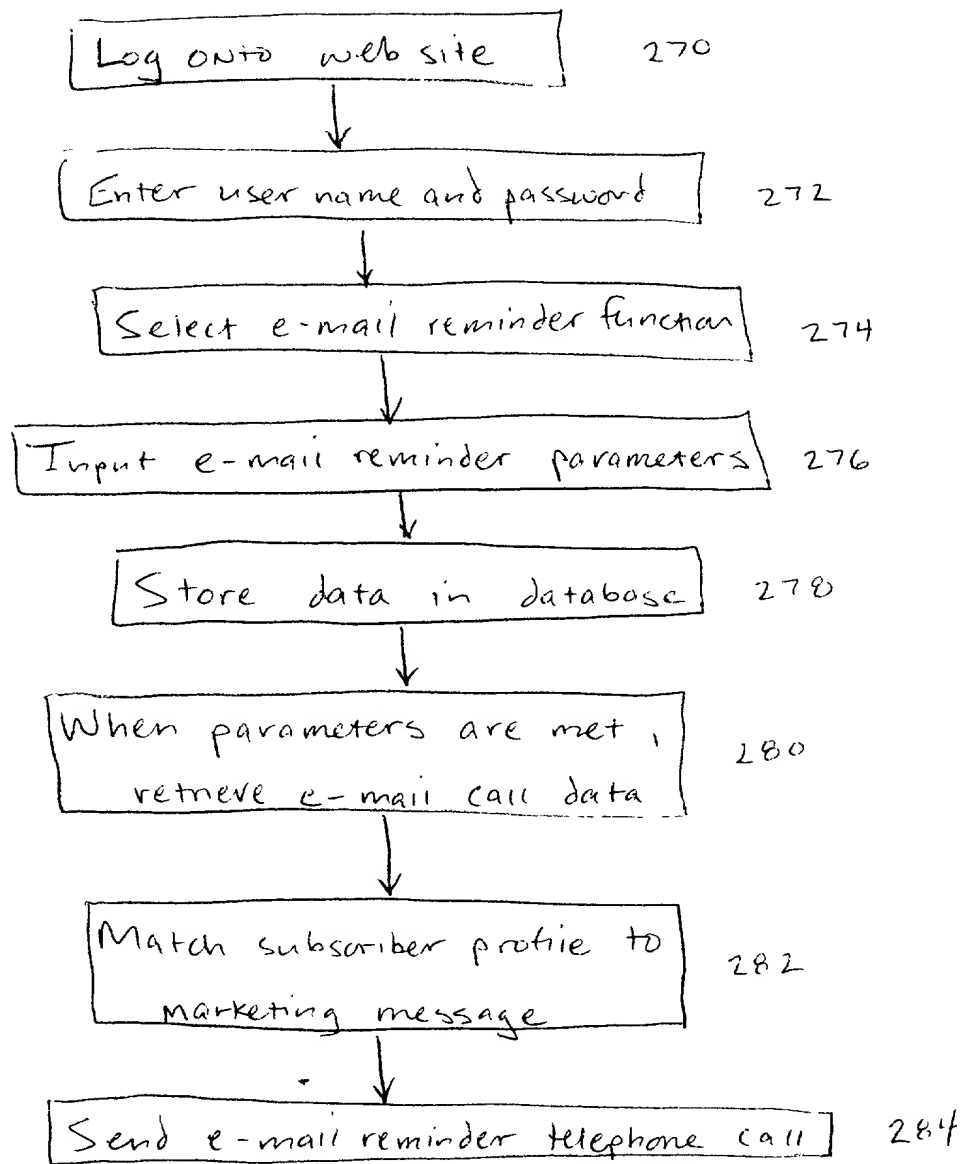 Log onto web site 270
Enter user name and password 272
Select e-mail reminder function 274
Input e-mail reminder parameters 276
Store data in database 278
When parameters are met, 280
retrieve e-mail call data
Match subscriber profile to 282
marketing message
Send e-mail reminder telephone call 284